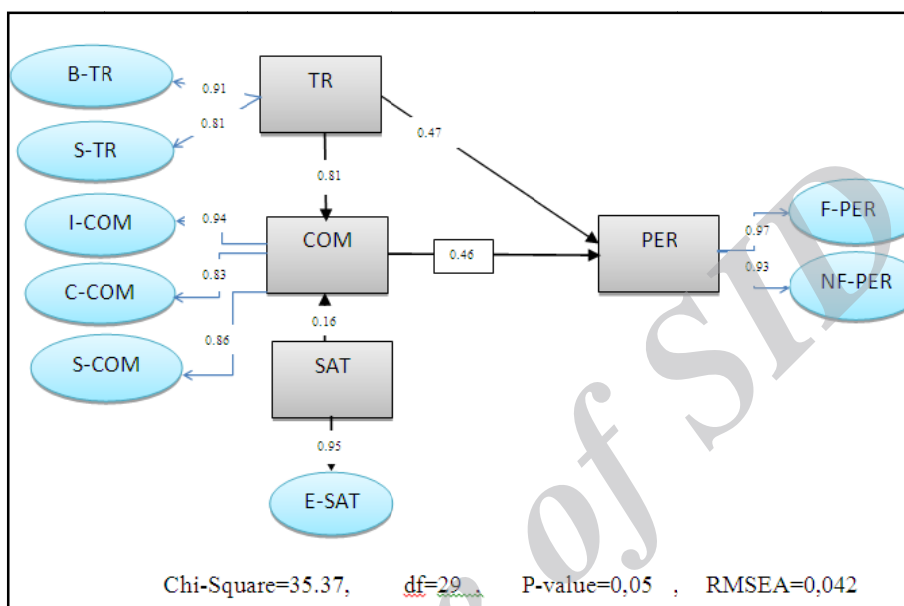 B-TR
TR
0.91
0.81
S-TR
0.47
0.81
I-COM
0.94
COM
PER
F-PER
0.97
0.46
0.83
C-COM
0.93
NF-PER
0.16
0.86
S-COM
SAT
0.95
E-SAT
Chi-Square=35.37, df=29 , P-value=0,05 , RMSEA=0,042
e of SID